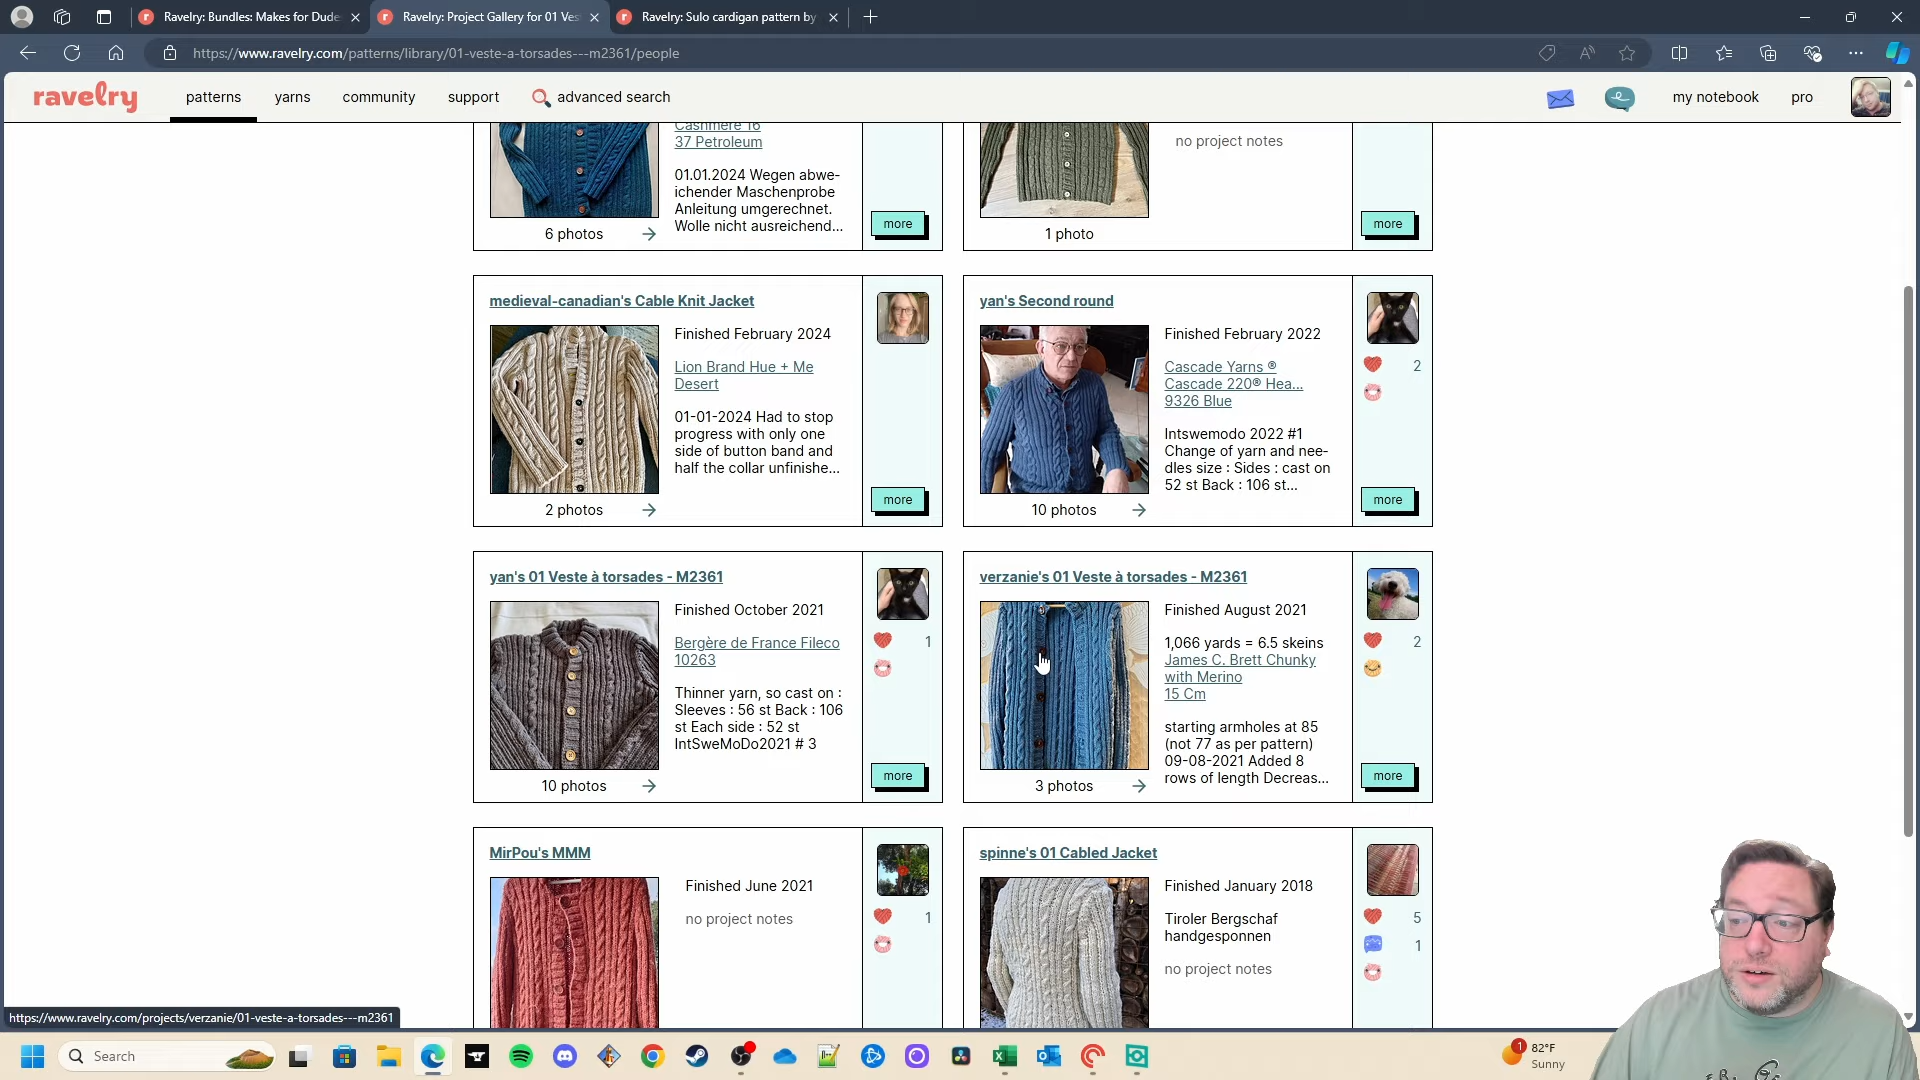 Ravelry: Bundles: Makes for Dude
Ravelry: Project Gallery for 01 Ves
Ravelry: Sulo cardigan pattern by
https://www.ravelry.com/patterns/library/01-veste-a-torsades---m2361/people
ravelry
patterns
yarns
community
support
advanced search
my notebook
pro
Cashmere 16
37 Petroleum
01.01.2024 Wegen abwe-
ichender Maschenprobe
Anleitung umgerechnet.
Wolle nicht ausreichend...
6 photos
more
no project notes
1 photo
more
medieval-canadian's Cable Knit Jacket
Finished February 2024
Lion Brand Hue + Me
Desert
01-01-2024 Had to stop
progress with only one
side of button band and
half the collar unfinishe...
2 photos
more
yan's Second round
Finished February 2022
Cascade Yarns ®
Cascade 220® Hea...
9326 Blue
Intswemodo 2022 #1
Change of yarn and nee-
dles size : Sides : cast on
52 st Back : 106 st...
10 photos
2
more
yan's 01 Veste à torsades - M2361
Finished October 2021
Bergère de France Fileco
10263
Thinner yarn, so cast on :
Sleeves : 56 st Back : 106
st Each side : 52 st
IntSweMoDo2021 # 3
10 photos
1
more
verzanie's 01 Veste à torsades - M2361
Finished August 2021
1,066 yards = 6.5 skeins
James C. Brett Chunky
with Merino
15 Cm
starting armholes at 85
(not 77 as per pattern)
09-08-2021 Added 8
rows of length Decreas...
3 photos
2
more
MirPou's MMM
Finished June 2021
no project notes
1
spinne's 01 Cabled Jacket
Finished January 2018
Tiroler Bergschaf
handgesponnen
no project notes
5
1
https://www.ravelry.com/projects/verzanie/01-veste-a-torsades---m2361
Search
1
82°F
Sunny